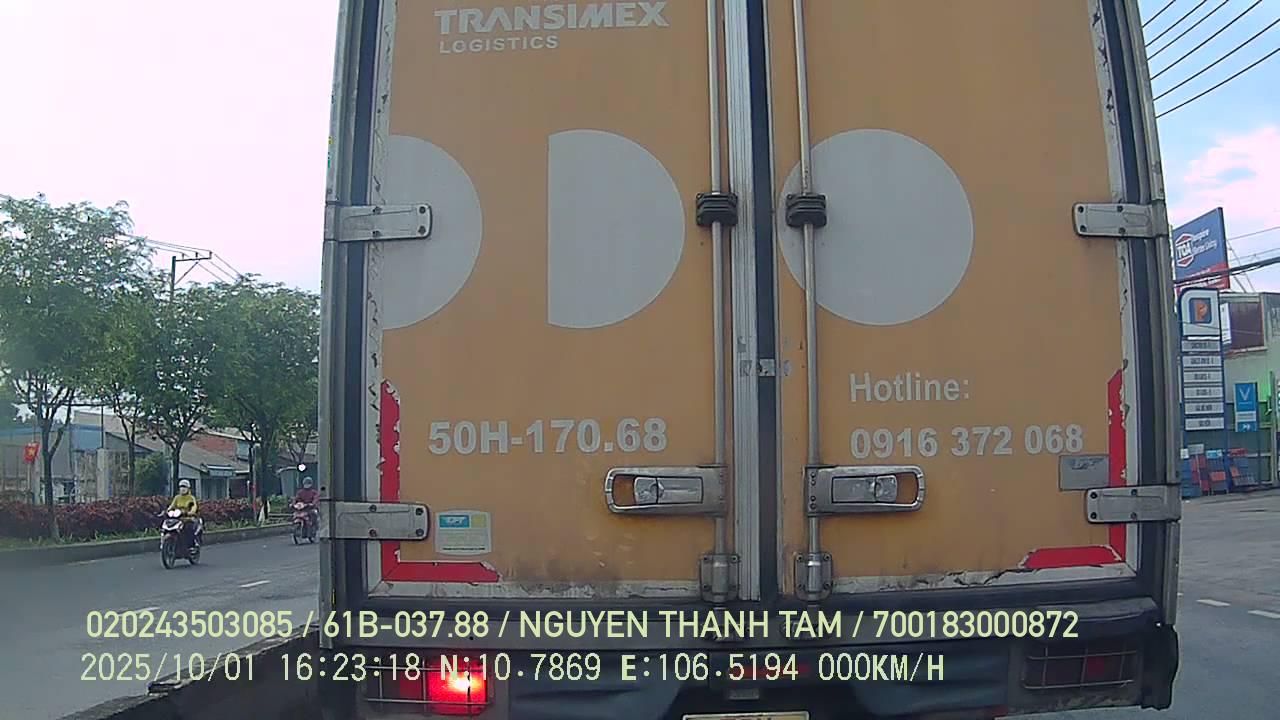 TRANSIMEX
LOGISTICS
TOA
Hotline:
50H-170.68
0916 372 068
020243503085 / 61B-037.88 / NGUYEN THANH TAM / 700183000872
2025/10/01 16:23:18 N:10.7869 E:106.5194 000KM/H